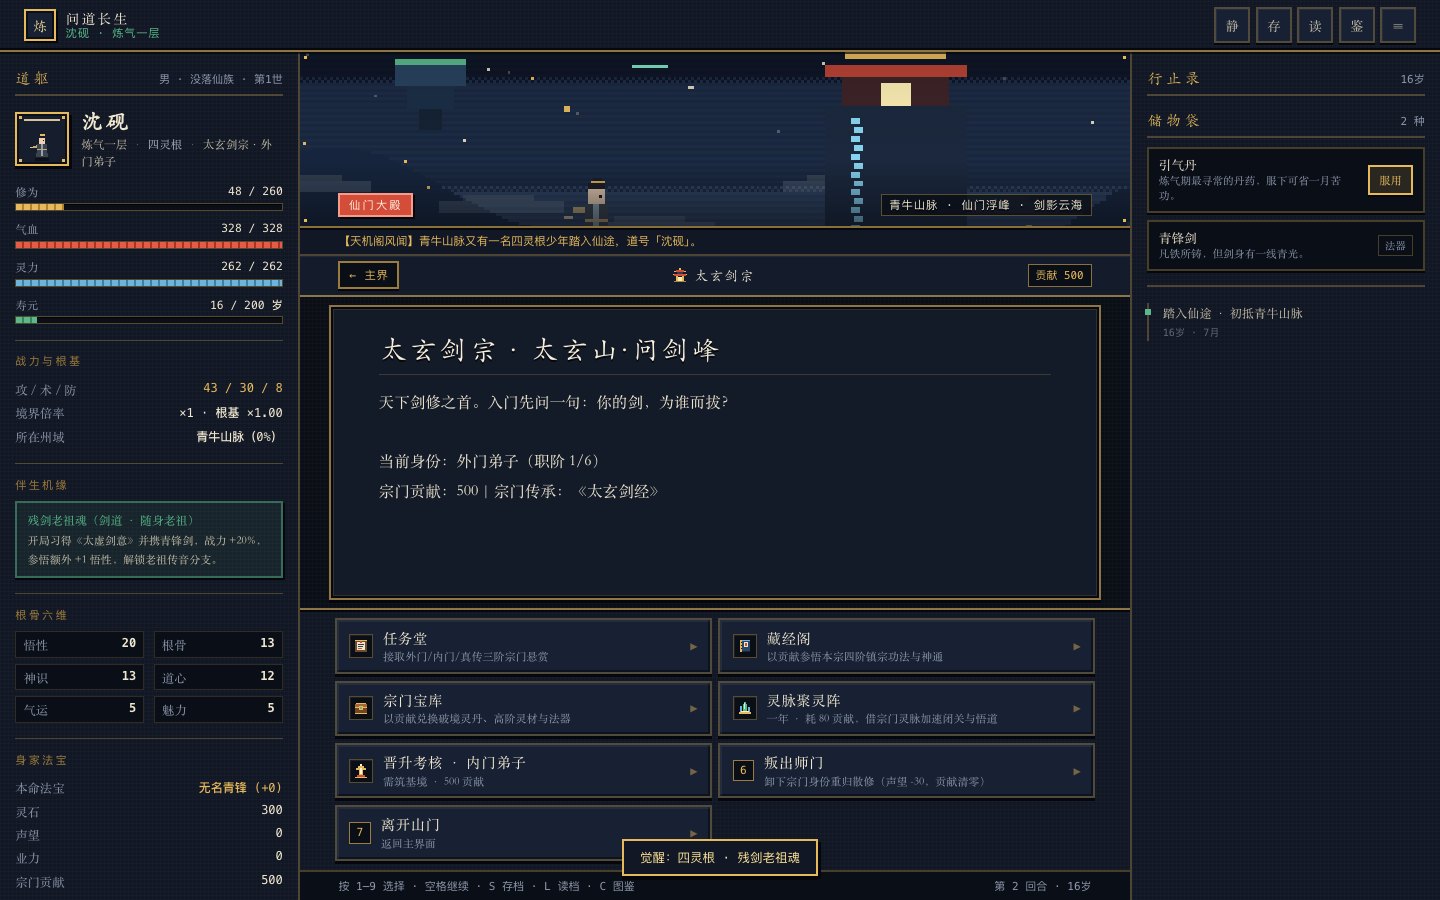 炼
问道长生
沈砚 · 炼气一层
静
存
读
鉴
≡
道躯
男 · 没落仙族 · 第1世
沈砚
炼气一层 · 四灵根 · 太玄剑宗·外
门弟子
修为 48 / 260
气血 328 / 328
灵力 262 / 262
寿元 16 / 200 岁
战力与根基
攻/术/防 43 / 30 / 8
境界倍率 ×1 · 根基 ×1.00
所在州域 青牛山脉 (0%)
伴生机缘
残剑老祖魂（剑道 · 随身老祖）
开局习得《太虚剑意》并携青锋剑，战力 +20%，
参悟额外 +1 悟性，解锁老祖传音分支。
根骨六维
悟性 20
根骨 13
神识 13
道心 12
气运 5
魅力 5
身家法宝
本命法宝 无名青锋 (+0)
灵石 300
声望 0
业力 0
宗门贡献 500
仙门大殿
青牛山脉 · 仙门浮峰 · 剑影云海
【天机阁风闻】青牛山脉又有一名四灵根少年踏入仙途，道号「沈砚」。
← 主界
太玄剑宗
贡献 500
太玄剑宗 · 太玄山·问剑峰
天下剑修之首。入门先问一句：你的剑，为谁而拔？
当前身份：外门弟子（职阶 1/6）
宗门贡献：500 | 宗门传承：《太玄剑经》
任务堂
接取外门/内门/真传三阶宗门悬赏
▶
藏经阁
以贡献参悟本宗四阶镇宗功法与神通
▶
宗门宝库
以贡献兑换破境灵丹、高阶灵材与法器
▶
灵脉聚灵阵
一年 · 耗 80 贡献，借宗门灵脉加速闭关与悟道
▶
晋升考核 · 内门弟子
需筑基境 · 500 贡献
▶
6
叛出师门
卸下宗门身份重归散修（声望 -30，贡献清零）
▶
7
离开山门
返回主界面
▶
觉醒：四灵根 · 残剑老祖魂
按 1—9 选择 · 空格继续 · S 存档 · L 读档 · C 图鉴
第 2 回合 · 16岁
行止录
16岁
储物袋
2 种
引气丹
炼气期最寻常的丹药，服下可省一月苦
功。
服用
青锋剑
凡铁所铸，但剑身有一线青光。
法器
踏入仙途 · 初抵青牛山脉
16岁 · 7月